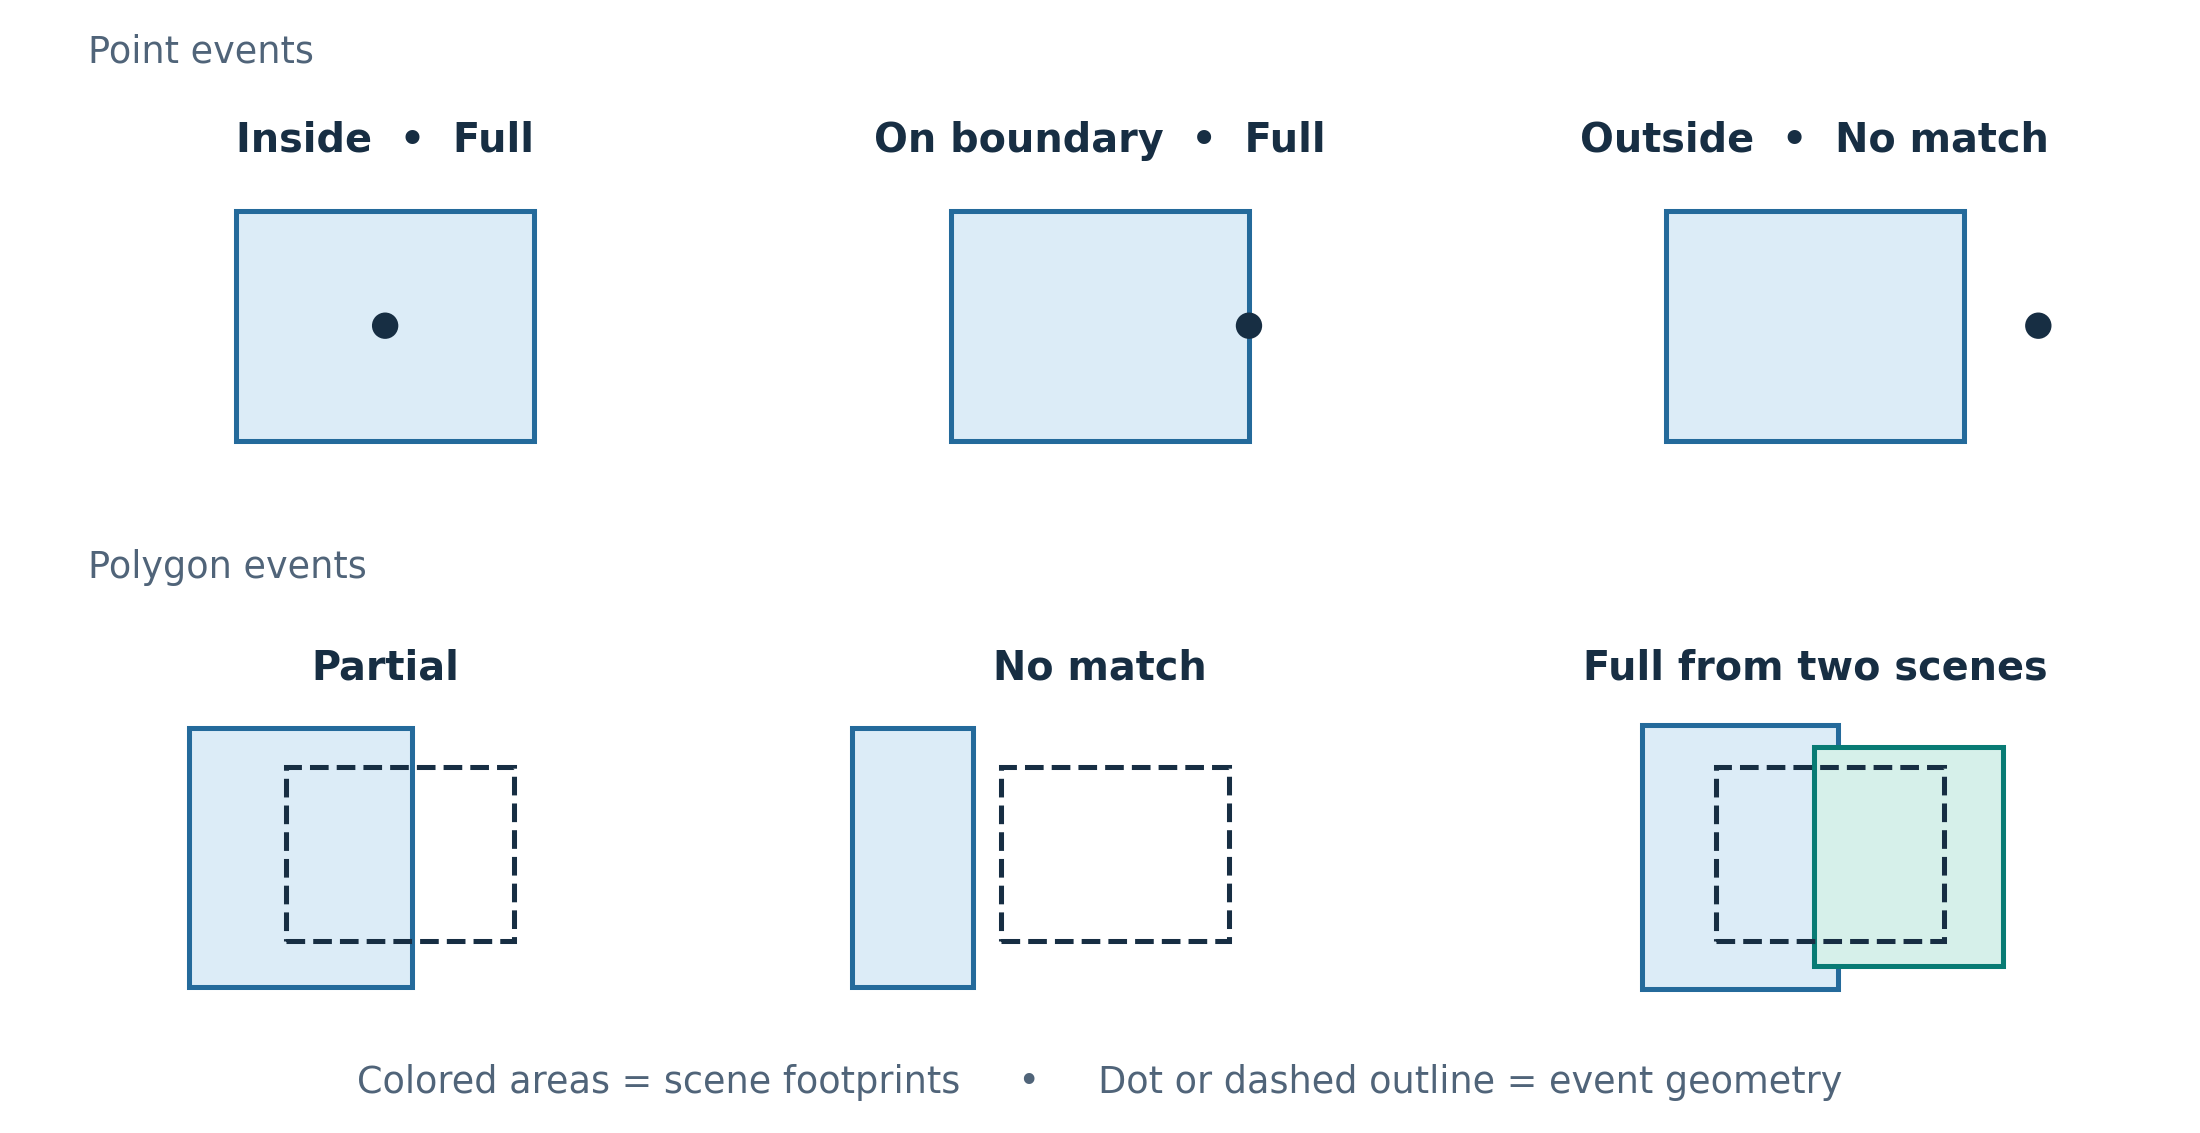 Point events
Inside • Full
On boundary • Full
Outside • No match
Polygon events
Partial
No match
Full from two scenes
Colored areas = scene footprints • Dot or dashed outline = event geometry